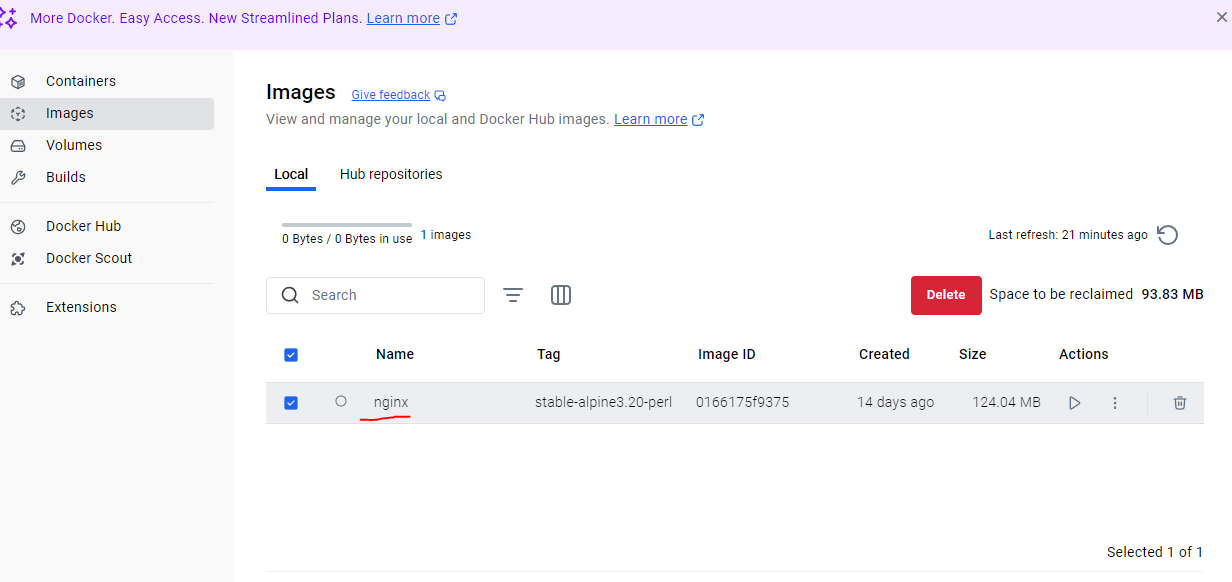 More Docker. Easy Access. New Streamlined Plans. Learn more
Containers
Images
Volumes
Builds
Docker Hub
Docker Scout
Extensions
Images Give feedback
View and manage your local and Docker Hub images. Learn more
Local Hub repositories
0 Bytes / 0 Bytes in use 1 images
Last refresh: 21 minutes ago
Search
Delete Space to be reclaimed 93.83 MB
Name Tag Image ID Created Size Actions
nginx stable-alpine3.20-perl 0166175f9375 14 days ago 124.04 MB
Selected 1 of 1